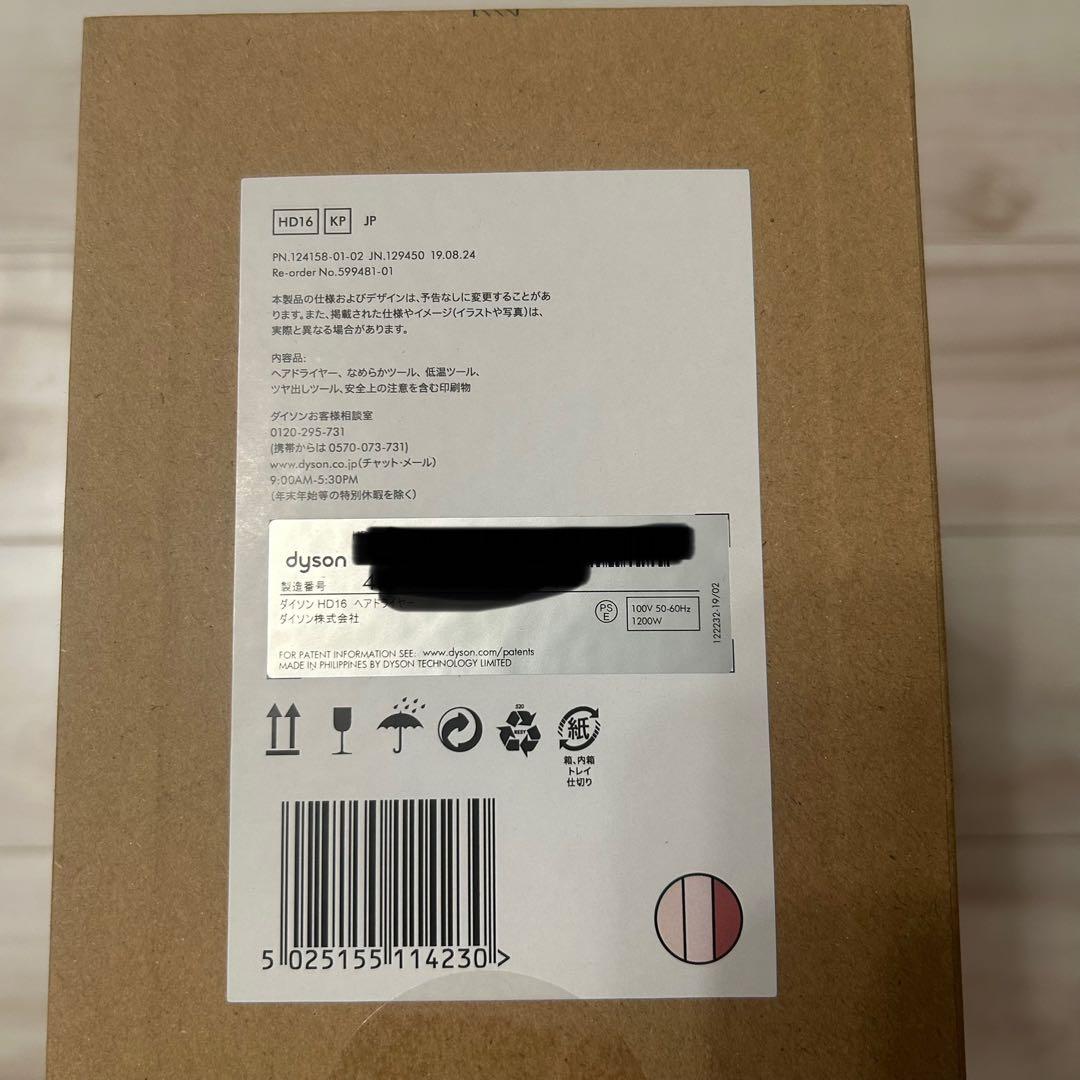 HD16 KP JP
PN.124158-01-02 JN.129450 19.08.24
Re-order No.599481-01
本製品の仕様およびデザインは、予告なしに変更することがあ
ります。また、掲載された仕様やイメージ(イラストや写真)は、
実際と異なる場合があります。
内容品:
ヘアドライヤー、なめらかツール、低温ツール、
ツヤ出しツール、安全上の注意を含む印刷物
ダイソンお客様相談室
0120-295-731
(携帯からは 0570-073-731)
www.dyson.co.jp(チャット・メール)
9:00AM-5:30PM
(年末年始等の特別休暇を除く)
dyson
製造番号
ダイソン HD16 ヘアドライヤー
ダイソン株式会社
PS
E
100V 50-60Hz
1200W
122232-19/02
FOR PATENT INFORMATION SEE: www.dyson.com/patents
MADE IN PHILIPPINES BY DYSON TECHNOLOGY LIMITED
紙
箱、内箱
トレイ
仕切り
5 025155 114230 >